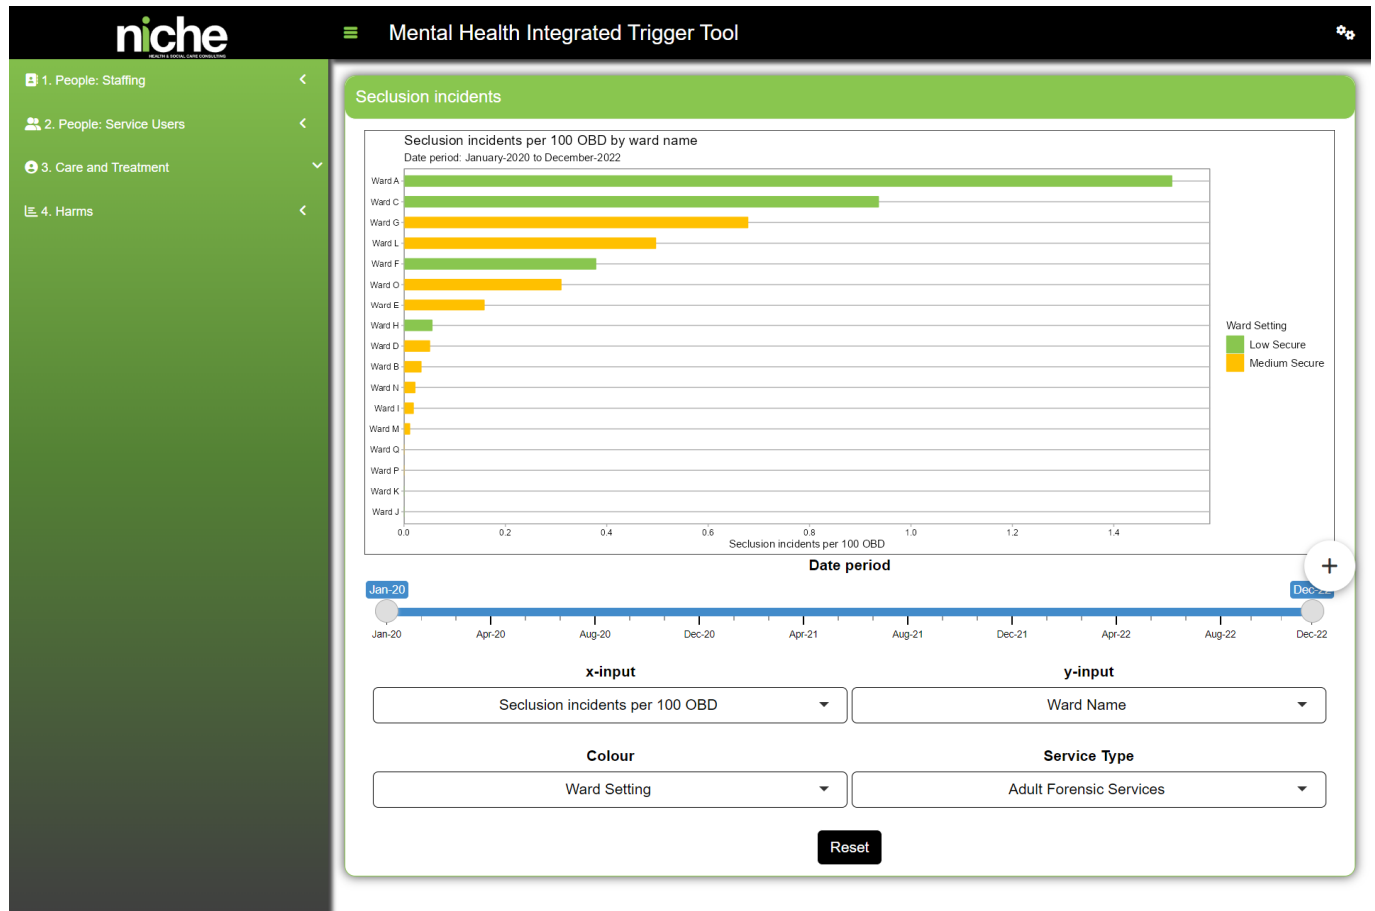 niche
HEALTH & SOCIAL CARE CONSULTING
Mental Health Integrated Trigger Tool
1. People: Staffing
2. People: Service Users
3. Care and Treatment
4. Harms
Seclusion incidents
Seclusion incidents per 100 OBD by ward name
Date period: January-2020 to December-2022
Ward A
Ward C
Ward G
Ward L
Ward F
Ward O
Ward E
Ward H
Ward D
Ward B
Ward N
Ward I
Ward M
Ward Q
Ward P
Ward K
Ward J
0.0 0.2 0.4 0.6 0.8 1.0 1.2 1.4
Seclusion incidents per 100 OBD
Ward Setting
Low Secure
Medium Secure
+
Date period
Jan-20 Dec-22
Jan-20 Apr-20 Aug-20 Dec-20 Apr-21 Aug-21 Dec-21 Apr-22 Aug-22 Dec-22
x-input y-input
Seclusion incidents per 100 OBD Ward Name
Colour Service Type
Ward Setting Adult Forensic Services
Reset